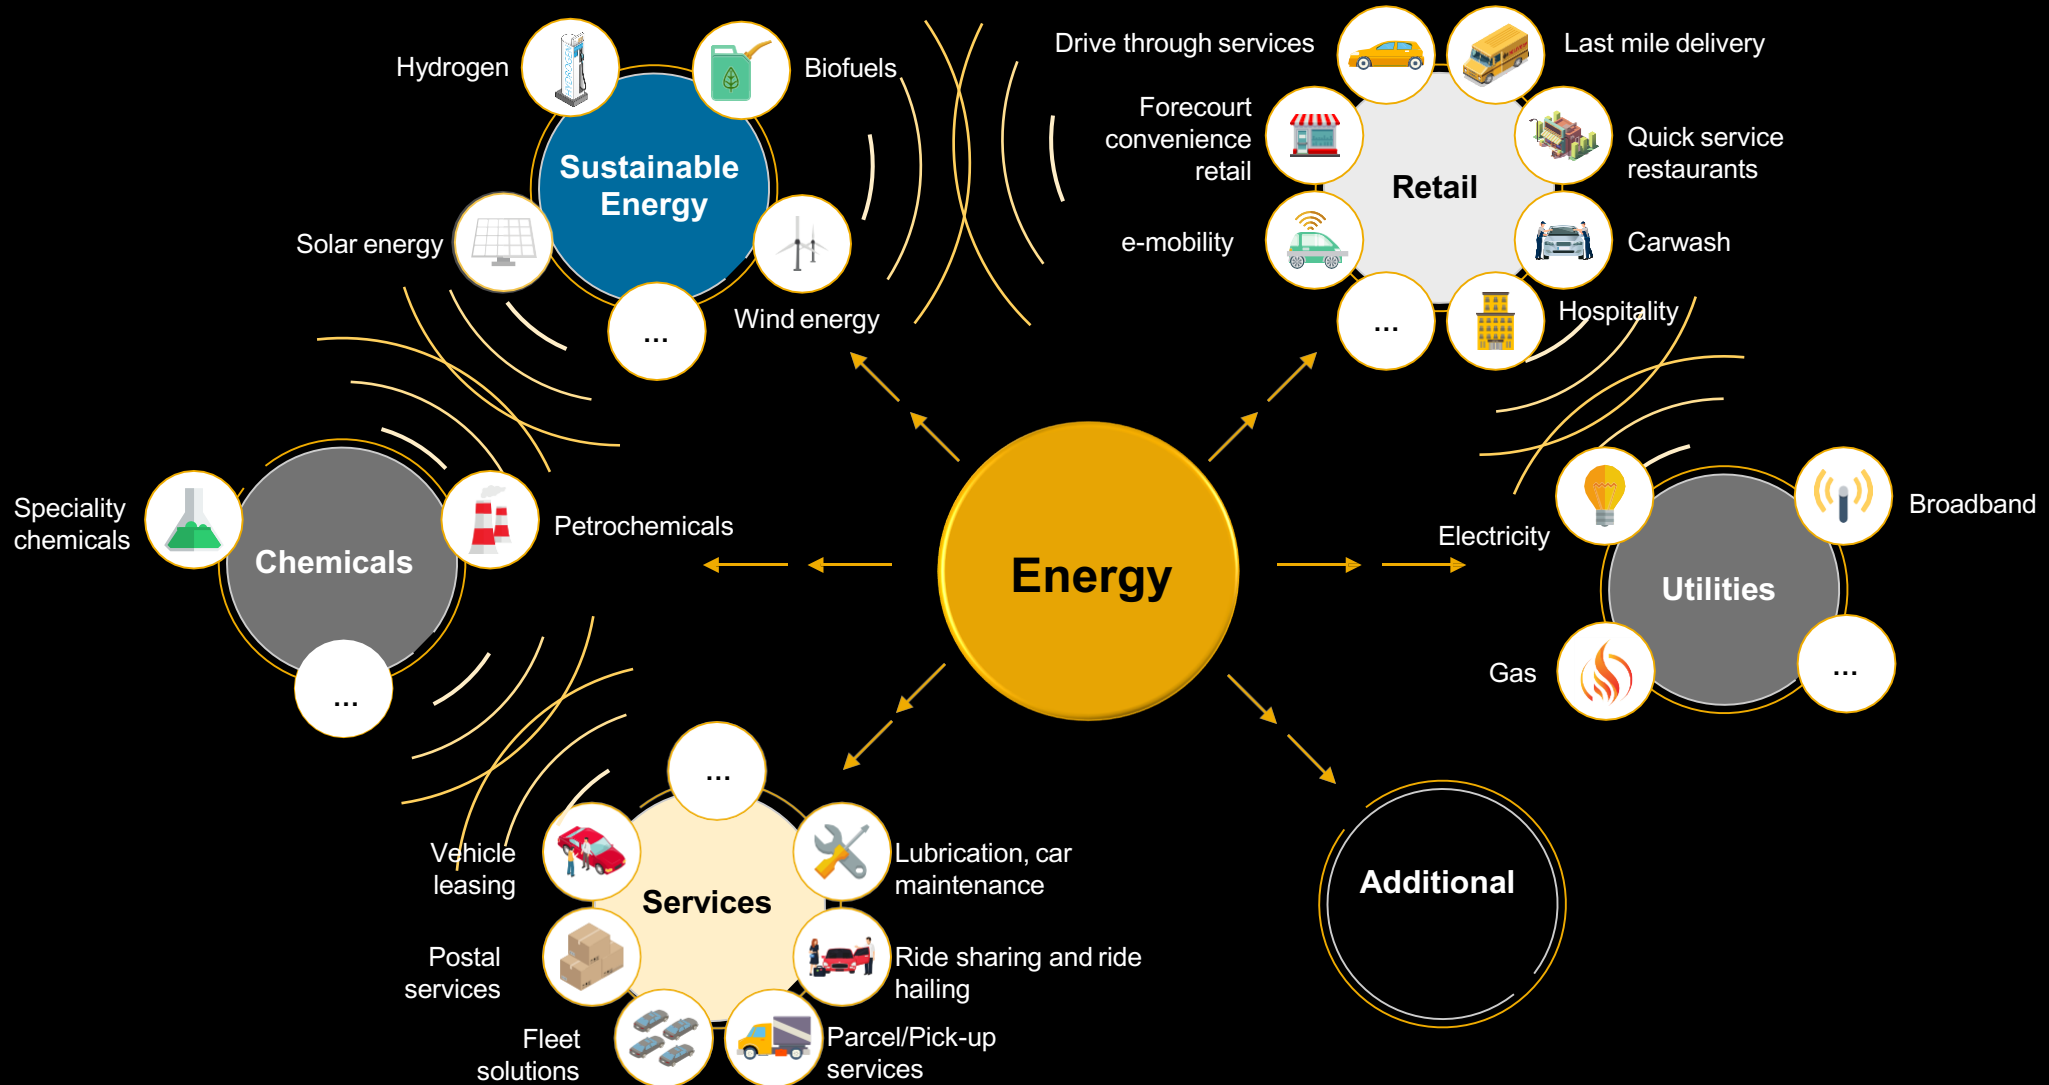 Hydrogen
Biofuels
Sustainable
Energy
Solar energy
Wind energy
...
Drive through services
Last mile delivery
Forecourt
convenience
retail
Quick service
restaurants
Retail
e-mobility
Carwash
Hospitality
...
Speciality
chemicals
Chemicals
Petrochemicals
...
Energy
Electricity
Broadband
Utilities
Gas
...
...
Vehicle
leasing
Lubrication, car
maintenance
Services
Postal
services
Ride sharing and ride
hailing
Fleet
solutions
Parcel/Pick-up
services
Additional